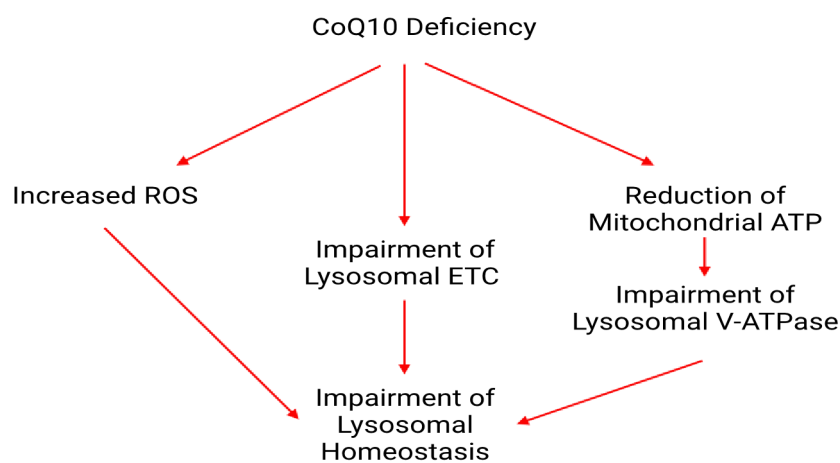 CoQ10 Deficiency
Increased ROS
Reduction of
Mitochondrial ATP
Impairment of
Lysosomal ETC
Impairment of
Lysosomal V-ATPase
Impairment of
Lysosomal
Homeostasis